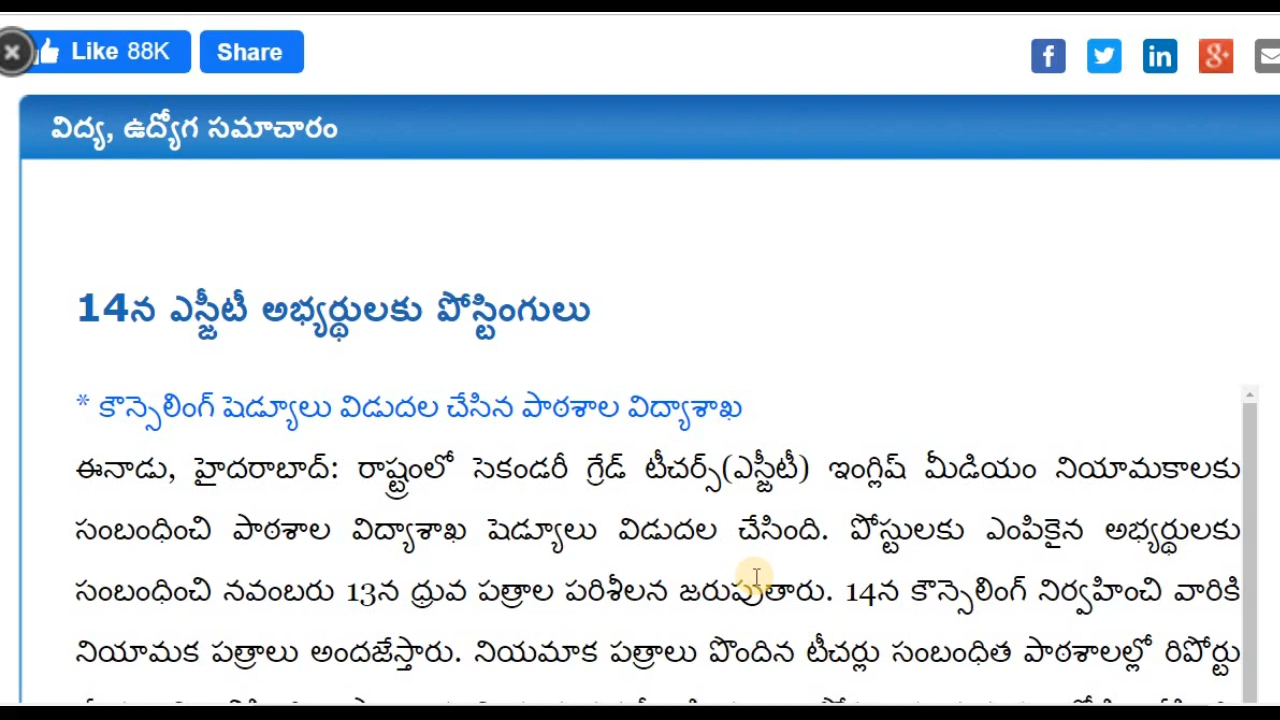 Like 88K Share
విద్య, ఉద్యోగ సమాచారం
14న ఎస్జీటీ అభ్యర్థులకు పోస్టింగులు
* కౌన్సెలింగ్ షెడ్యూలు విడుదల చేసిన పాఠశాల విద్యాశాఖ
ఈనాడు, హైదరాబాద్: రాష్ట్రంలో సెకండరీ గ్రేడ్ టీచర్స్(ఎస్జీటీ) ఇంగ్లిష్ మీడియం నియామకాలకు
సంబంధించి పాఠశాల విద్యాశాఖ షెడ్యూలు విడుదల చేసింది. పోస్టులకు ఎంపికైన అభ్యర్థులకు
సంబంధించి నవంబరు 13న ధ్రువ పత్రాల పరిశీలన జరుపుతారు. 14న కౌన్సెలింగ్ నిర్వహించి వారికి
నియామక పత్రాలు అందజేస్తారు. నియమాక పత్రాలు పొందిన టీచర్లు సంబంధిత పాఠశాలల్లో రిపోర్టు